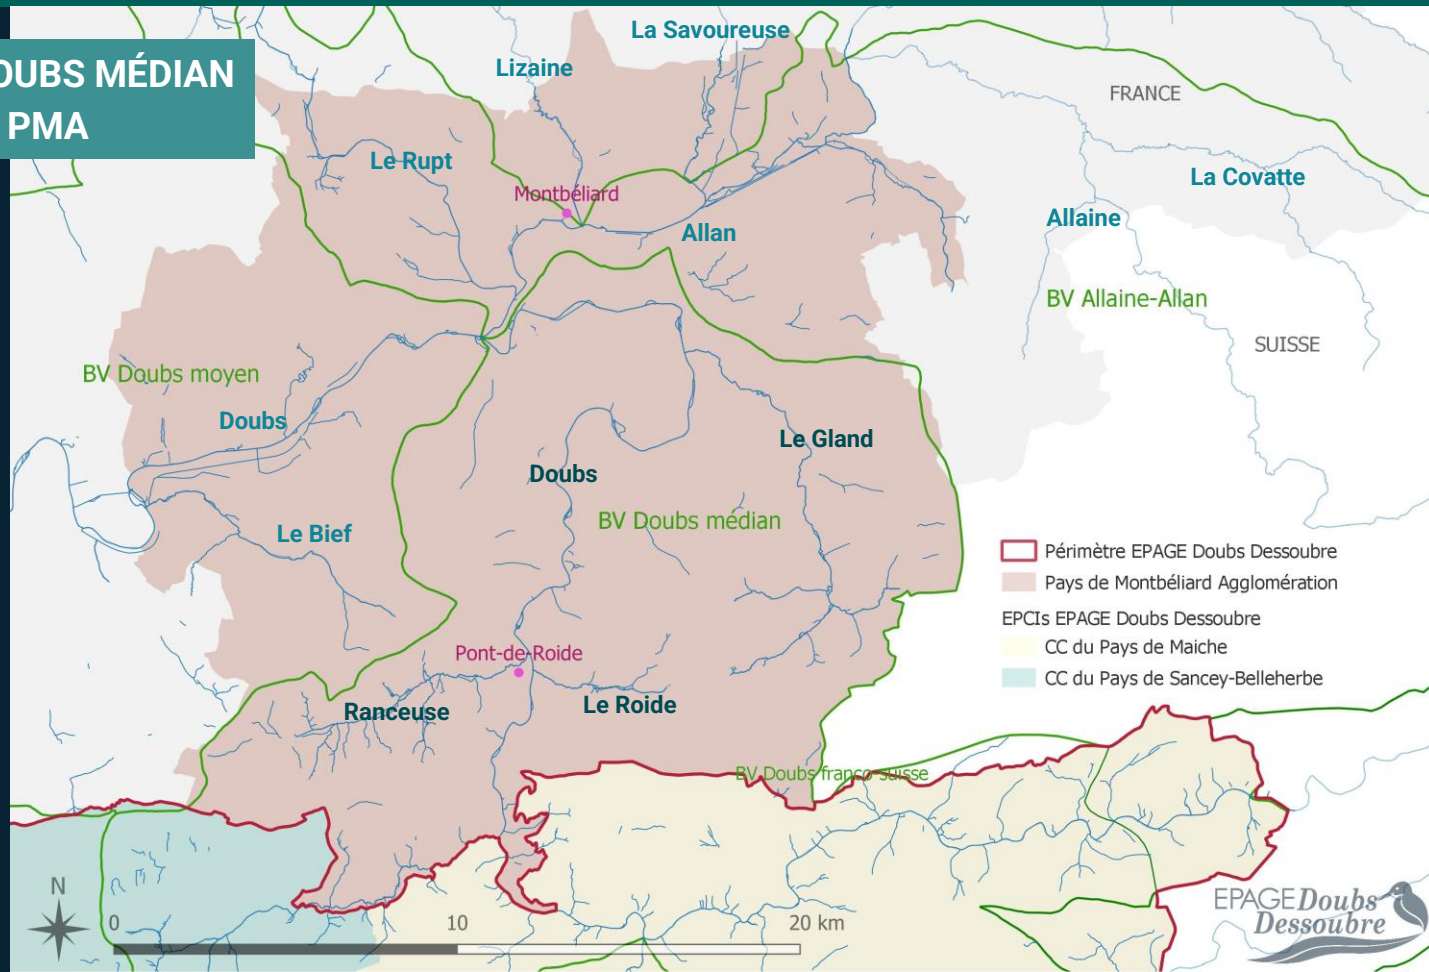 OUBS MÉDIAN
PMA
La Savoureuse
Lizaine
FRANCE
Le Rupt
La Covatte
Montbéliard
Allaine
Allan
BV Allaine-Allan
SUISSE
BV Doubs moyen
Doubs
Le Gland
Doubs
BV Doubs médian
Le Bief
Périmètre EPAGE Doubs Dessoubre
Pays de Montbéliard Agglomération
EPCIs EPAGE Doubs Dessoubre
CC du Pays de Maiche
CC du Pays de Sancey-Belleherbe
Pont-de-Roide
Le Roide
Ranceuse
BV Doubs franco-suisse
N
0 10 20 km
EPAGE Doubs
Dessoubre